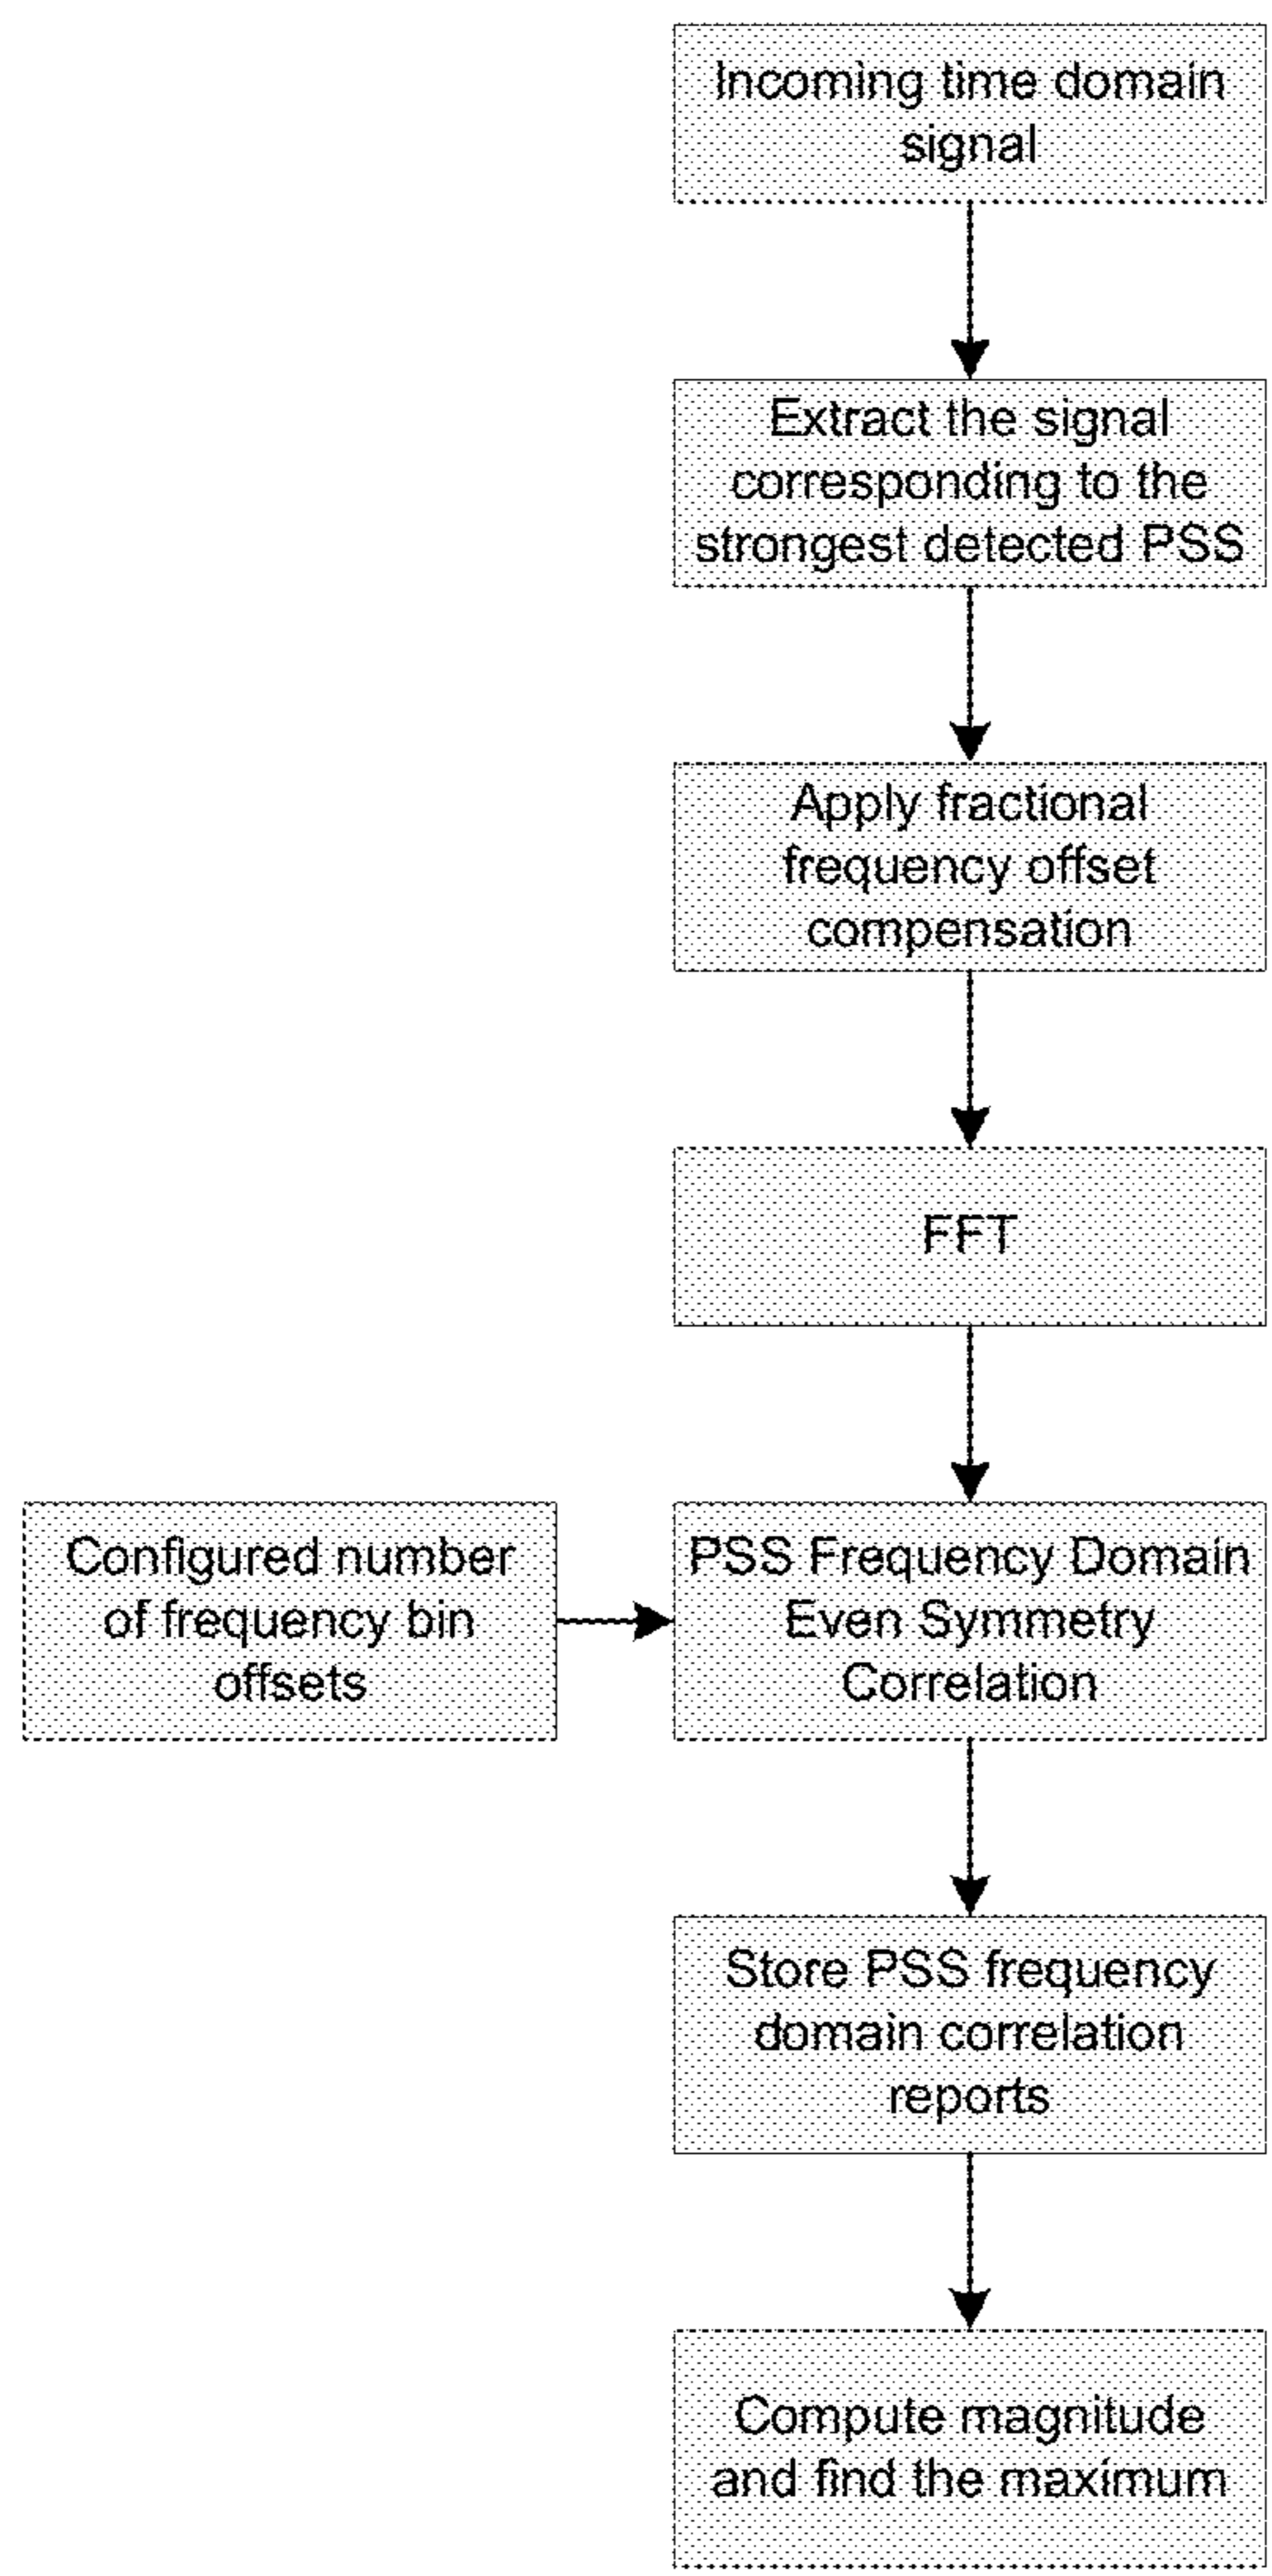 Incoming time domain
signal
Extract the signal
corresponding to the
strongest detected PSS
Apply fractional
frequency offset
compensation
FFT
Configured number
of frequency bin
offsets
PSS Frequency Domain
Even Symmetry
Correlation
Store PSS frequency
domain correlation
reports
Compute magnitude
and find the maximum